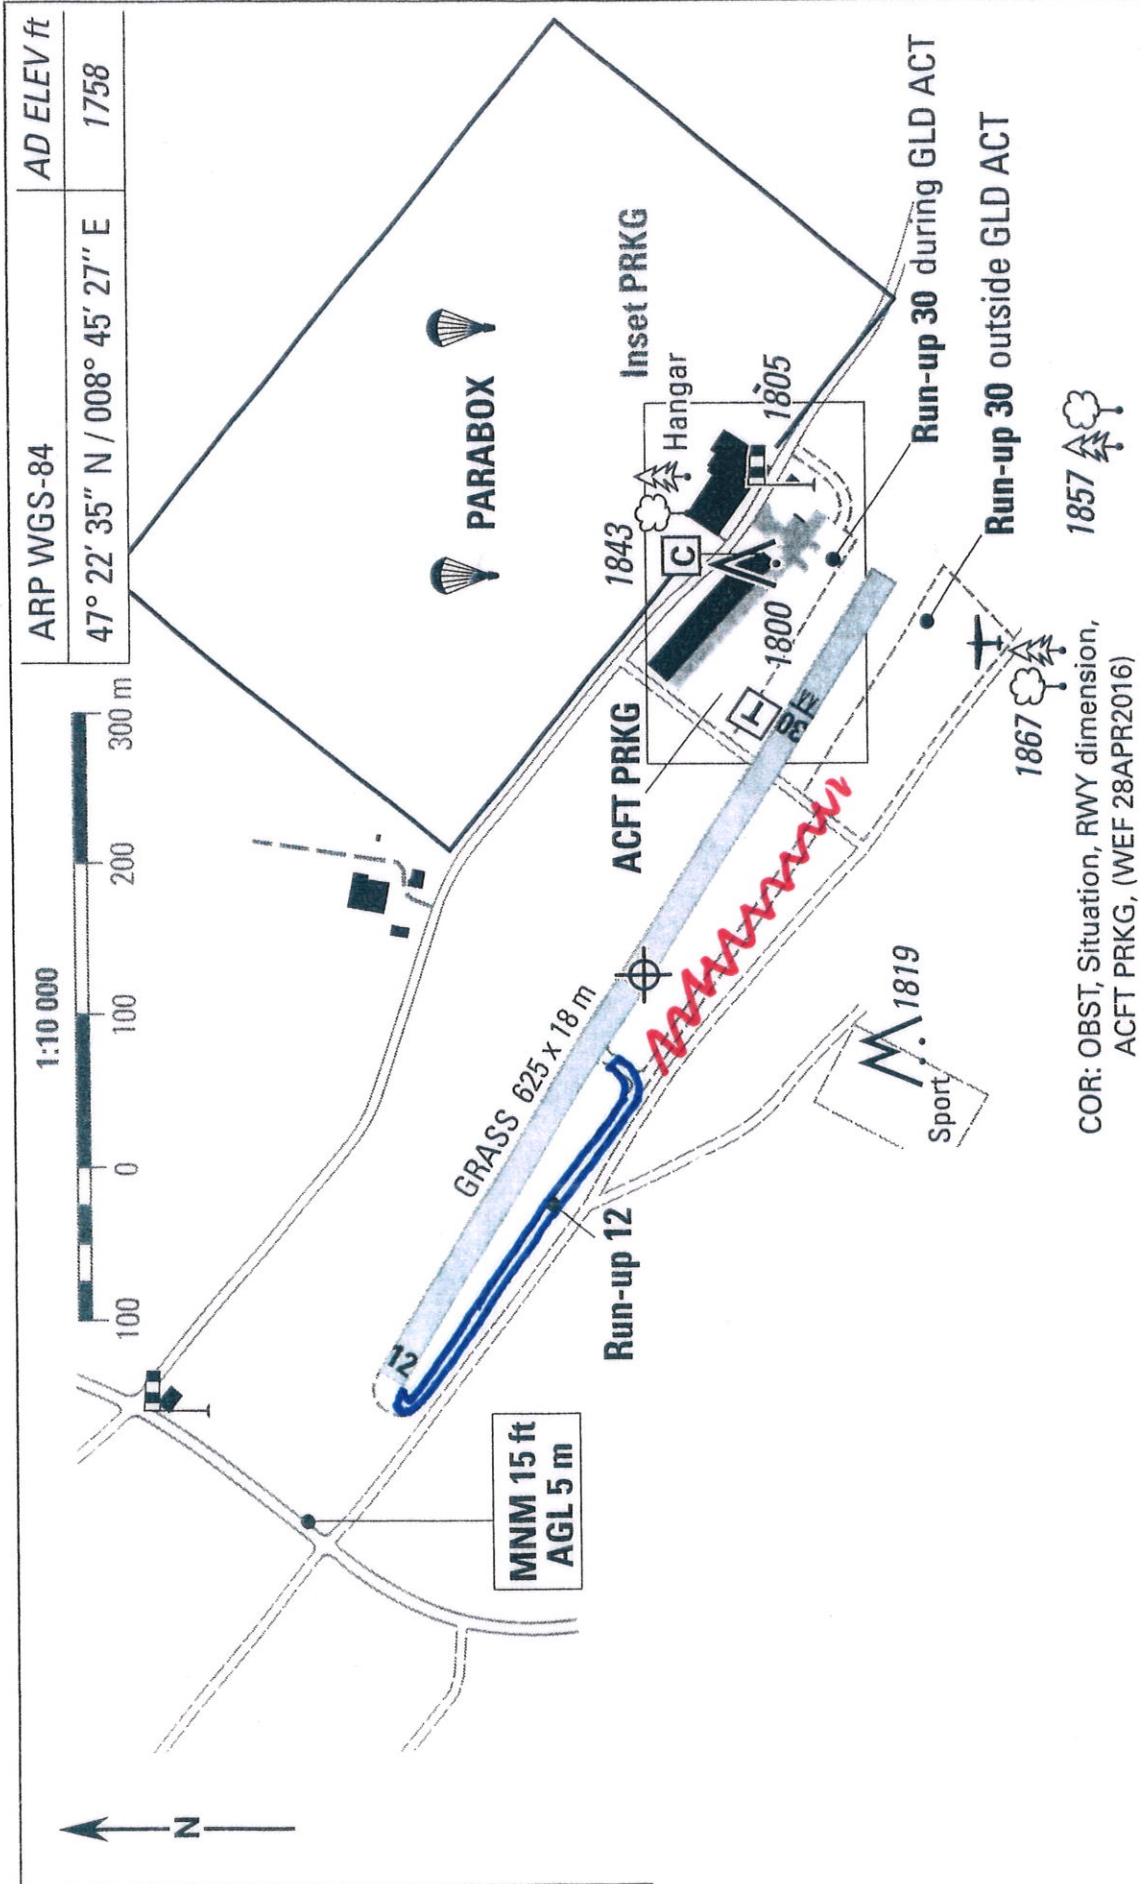 ARP WGS-84
AD ELEV ft
47° 22' 35'' N / 008° 45' 27'' E
1758
1:10 000
100
0
100
200
300 m
N
PARABOX
MNM 15 ft
AGL 5 m
12
GRASS 625 x 18 m
Run-up 12
ACFT PRKG
30
T
C
1843
1800
Hangar
Inset PRKG
1805
Run-up 30 during GLD ACT
Run-up 30 outside GLD ACT
1819
Sport
1867
1857
COR: OBST, Situation, RWY dimension,
ACFT PRKG, (WEF 28APR2016)